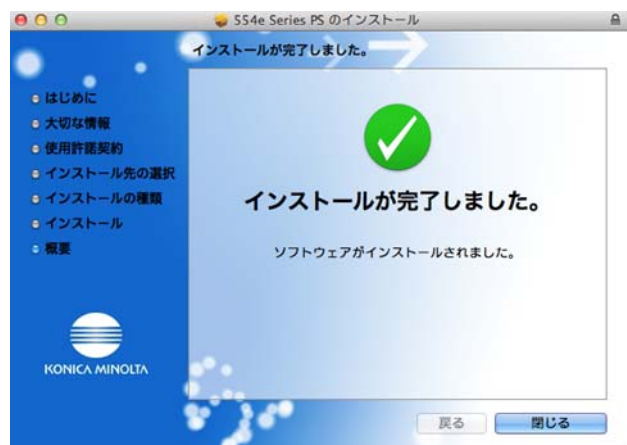 554e Series PS のインストール
インストールが完了しました。
はじめに
大切な情報
使用許諾契約
インストール先の選択
インストールの種類
インストール
概要
インストールが完了しました。
ソフトウェアがインストールされました。
KONICA MINOLTA
戻る
閉じる